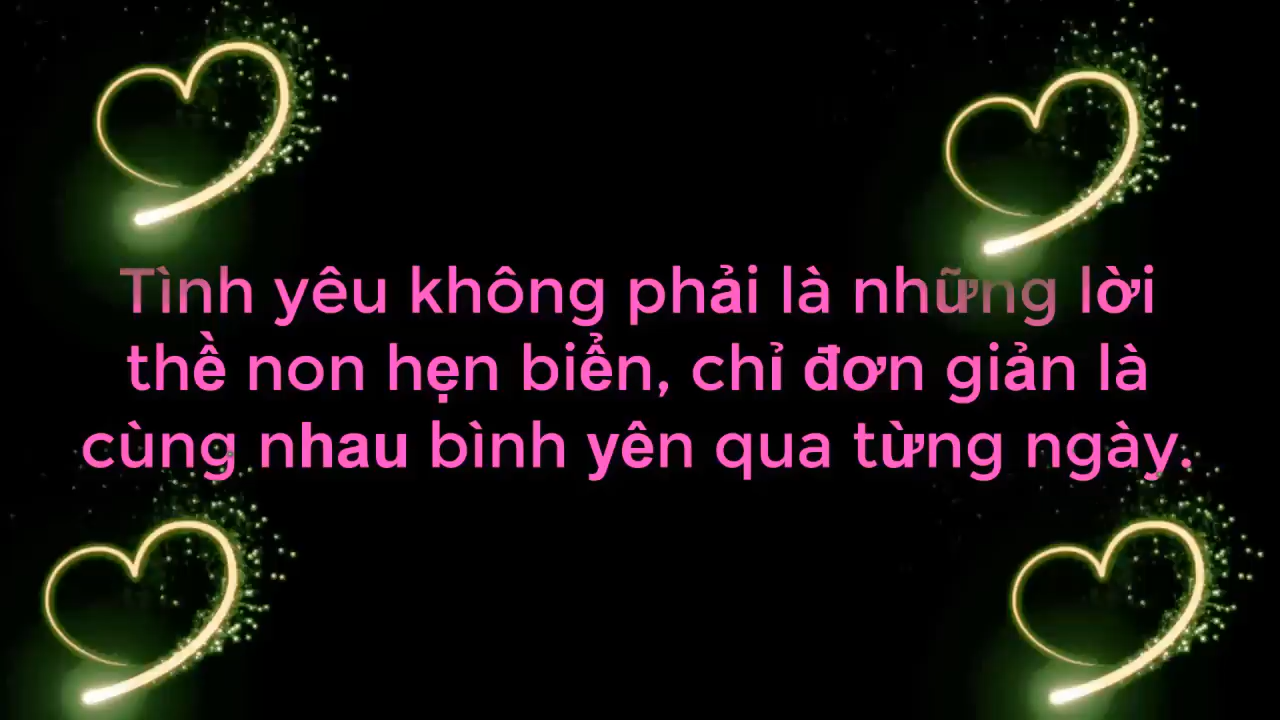 Tình yêu không phải là những lời
thề non hẹn biển, chỉ đơn giản là
cùng nhau bình yên qua từng ngày.